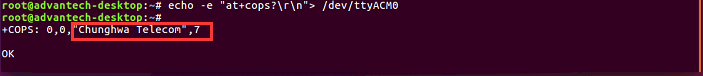 root@advantech-desktop:~# echo -e "at+cops?\r\n"> /dev/ttyACM0
root@advantech-desktop:~#
+COPS: 0,0,"Chunghwa Telecom",7
OK